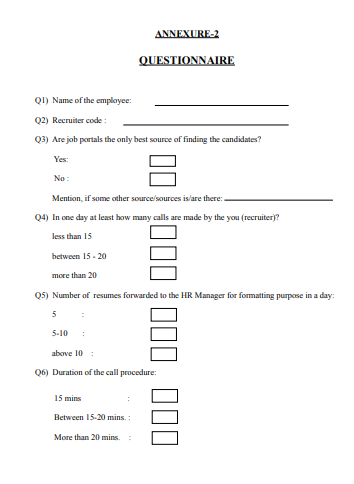 ANNEXURE-2
QUESTIONNAIRE
Q1) Name of the employee:
Q2) Recruiter code :
Q3) Are job portals the only best source of finding the candidates?
Yes:
No :
Mention, if some other source/sources is/are there:
Q4) In one day at least how many calls are made by the you (recruiter)?
less than 15
between 15 - 20
more than 20
Q5) Number of resumes forwarded to the HR Manager for formatting purpose in a day:
5 :
5-10 :
above 10 :
Q6) Duration of the call procedure:
15 mins :
Between 15-20 mins. :
More than 20 mins. :